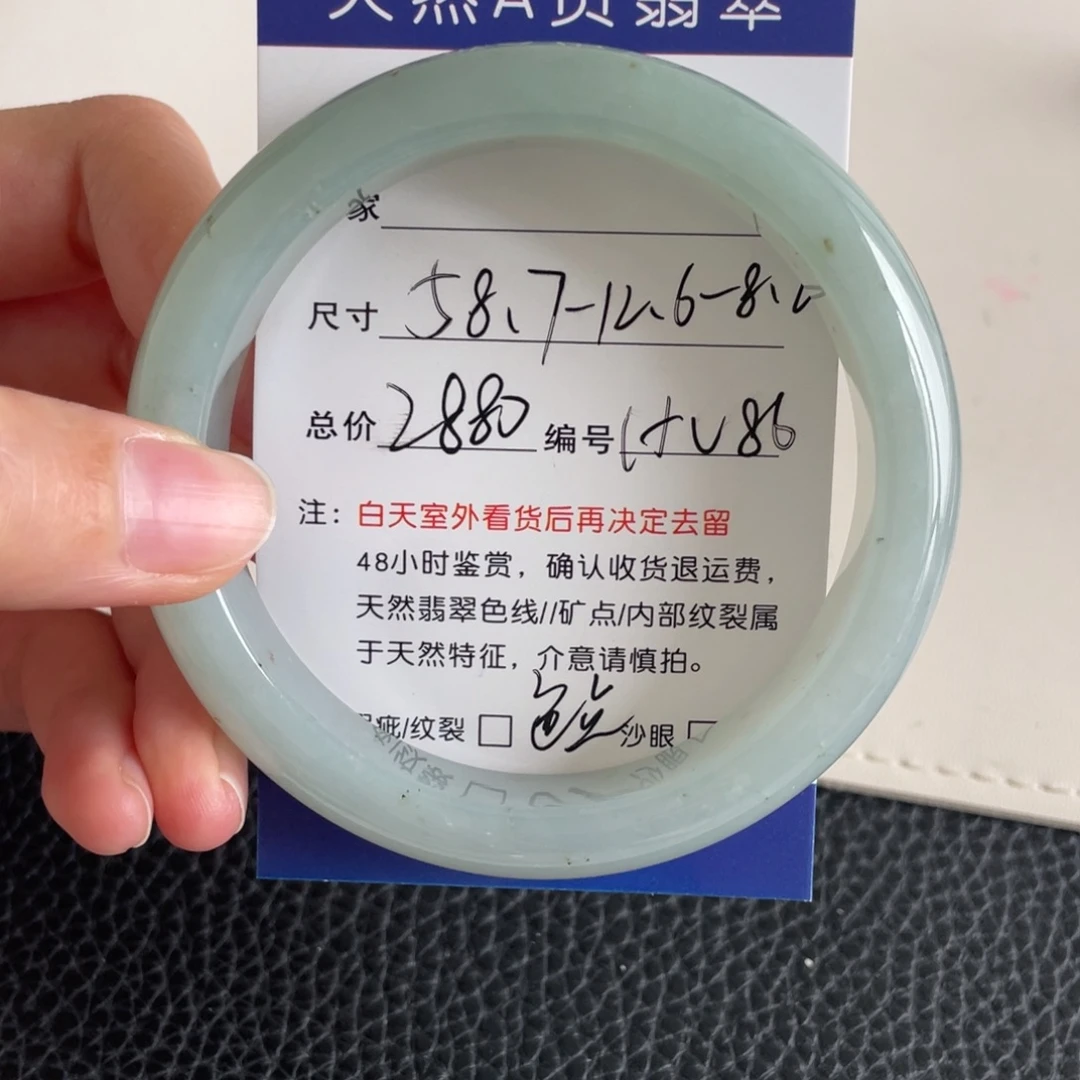 天然A货翡翠
家
尺寸 58.7-12.6-8.
总价 2880 编号 86
注：白天室外看货后再决定去留
48小时鉴赏，确认收货退运费，
天然翡翠色线//矿点/内部纹裂属
于天然特征，介意请慎拍。
疵/纹裂 □ 沙眼